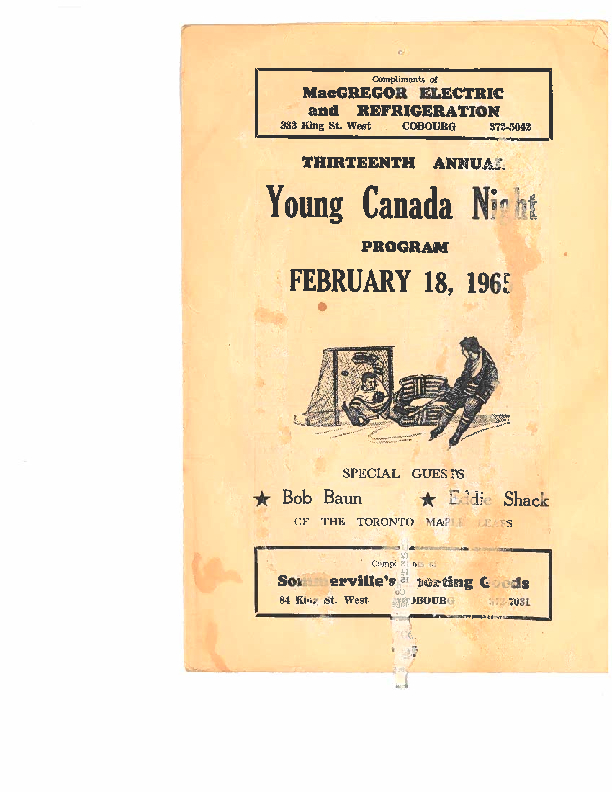 Compliments of
MacGREGOR ELECTRIC
and REFRIGERATION
383 King St. West COBOURG 372-5042
THIRTEENTH ANNUAL
Young Canada Night
PROGRAM
FEBRUARY 18, 1965
SPECIAL GUESTS
★ Bob Baun ★ Eddie Shack
OF THE TORONTO MAPLE LEAFS
Compliments of
Sommerville's Sporting Goods
84 King St. West COBOURG 7031